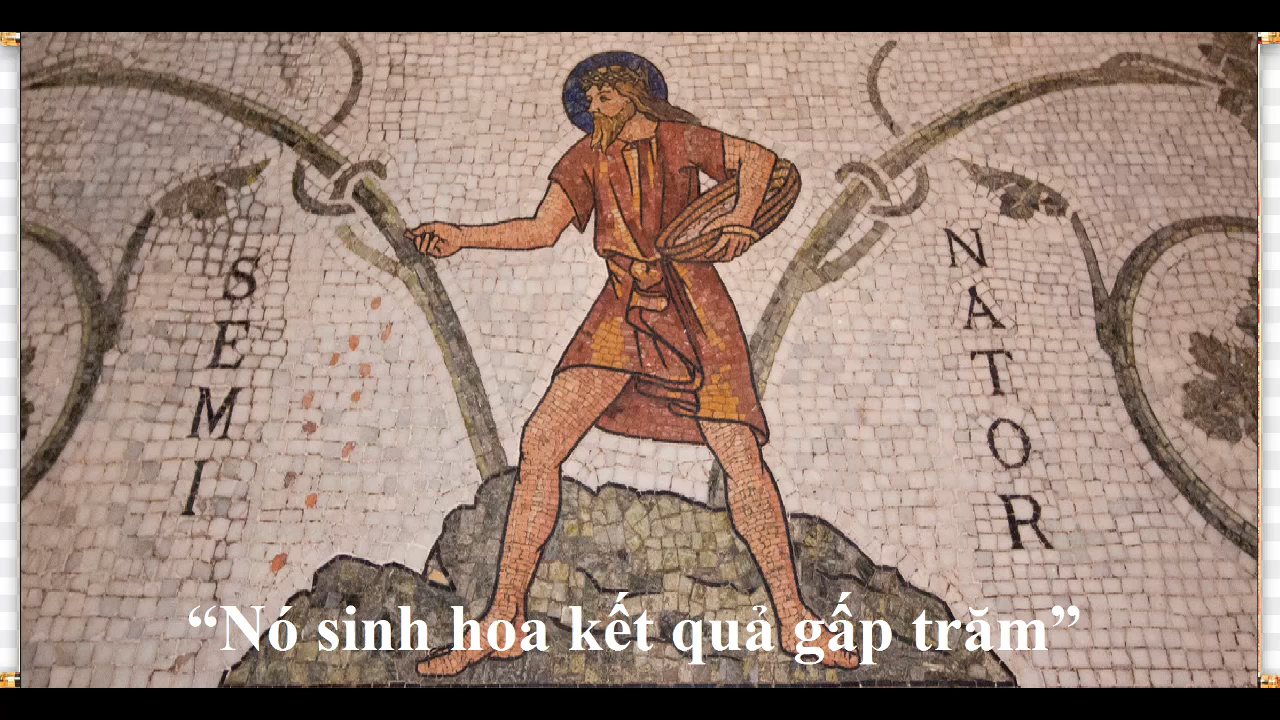 SEMI
NATOR
“Nó sinh hoa kết quả gấp trăm”